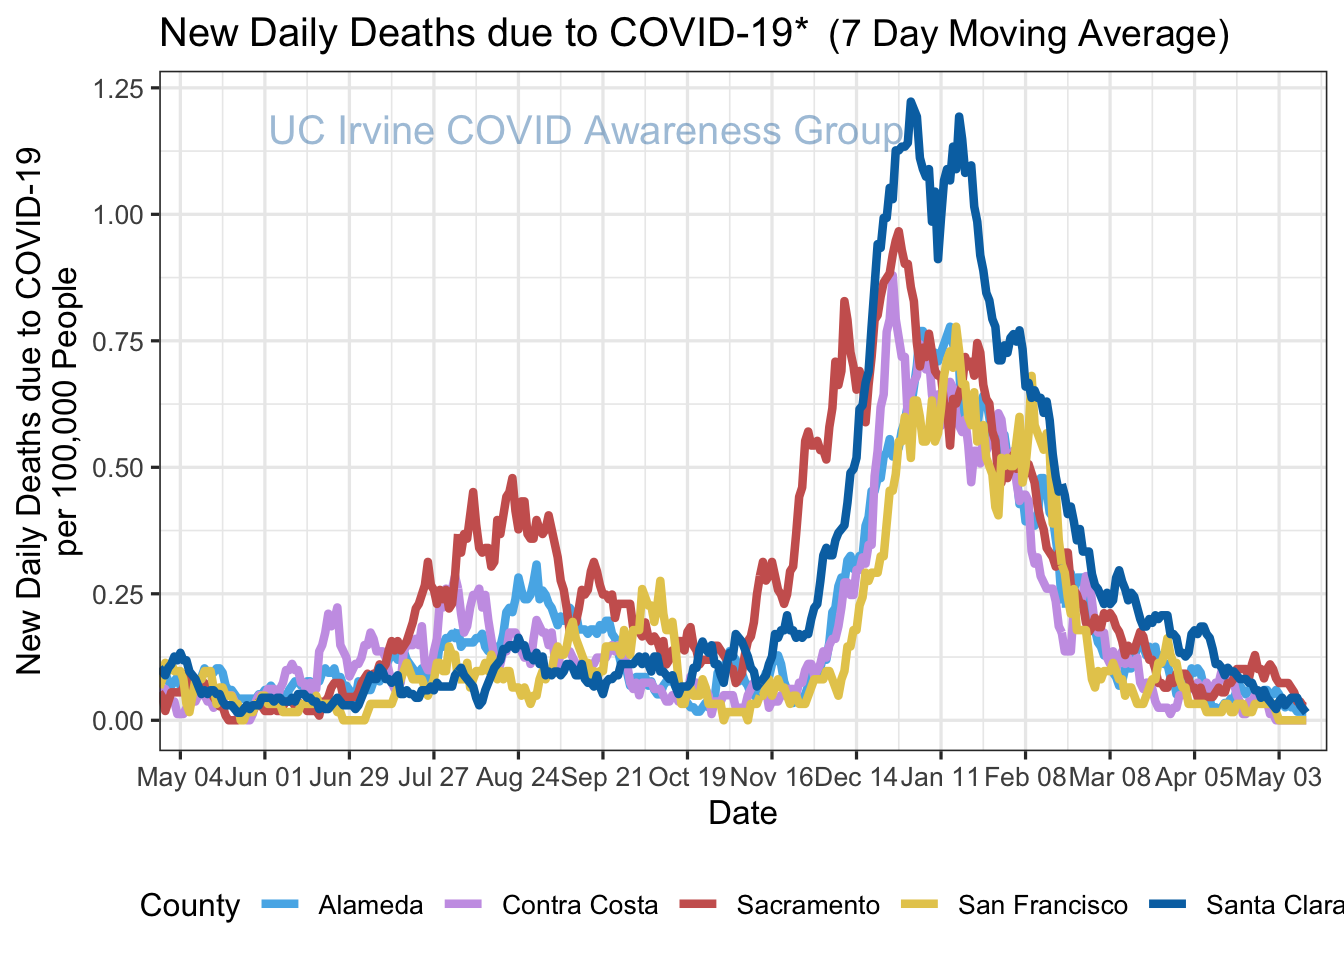 New Daily Deaths due to COVID-19* (7 Day Moving Average)
UC Irvine COVID Awareness Group
New Daily Deaths due to COVID-19
per 100,000 People
1.25
1.00
0.75
0.50
0.25
0.00
May 04 Jun 01 Jun 29 Jul 27 Aug 24 Sep 21 Oct 19 Nov 16 Dec 14 Jan 11 Feb 08 Mar 08 Apr 05 May 03
Date
County Alameda Contra Costa Sacramento San Francisco Santa Clara